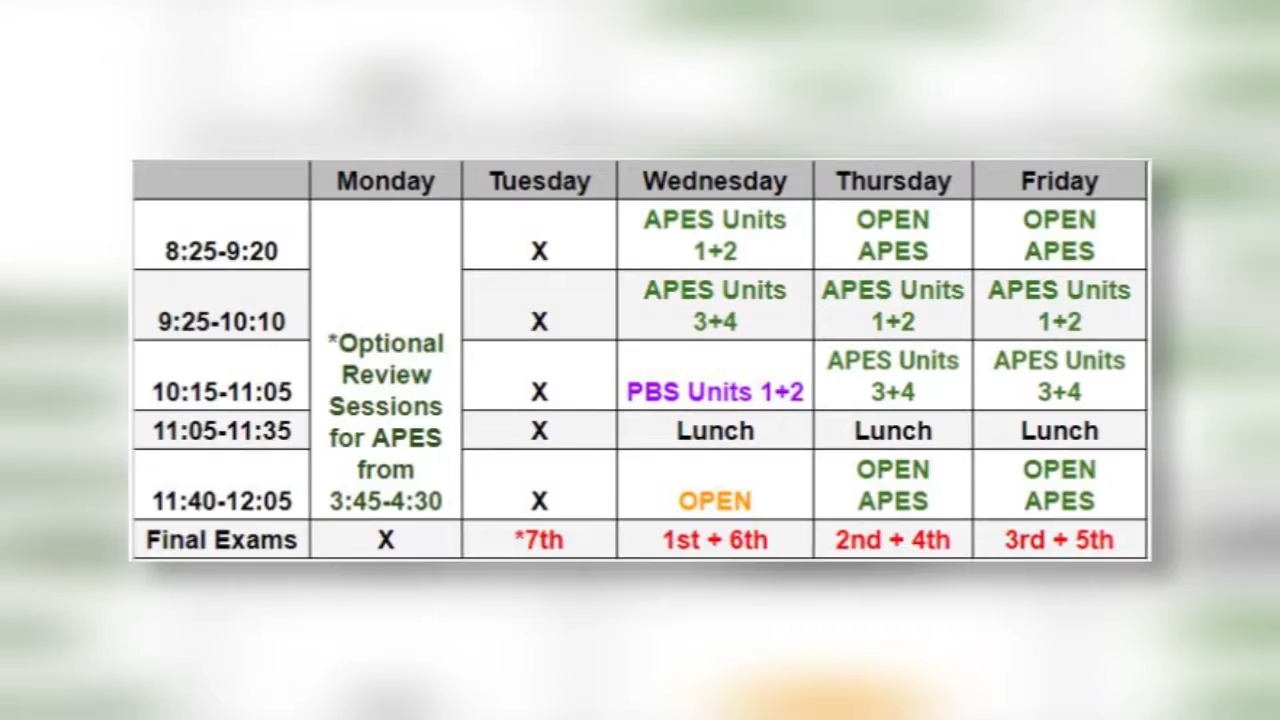 Monday Tuesday Wednesday Thursday Friday
8:25-9:20 X APES Units 1+2 OPEN APES OPEN APES
9:25-10:10 X APES Units 3+4 APES Units 1+2 APES Units 1+2
*Optional Review Sessions for APES from 3:45-4:30
10:15-11:05 X PBS Units 1+2 APES Units 3+4 APES Units 3+4
11:05-11:35 X Lunch Lunch Lunch
11:40-12:05 X OPEN OPEN APES OPEN APES
Final Exams X *7th 1st + 6th 2nd + 4th 3rd + 5th